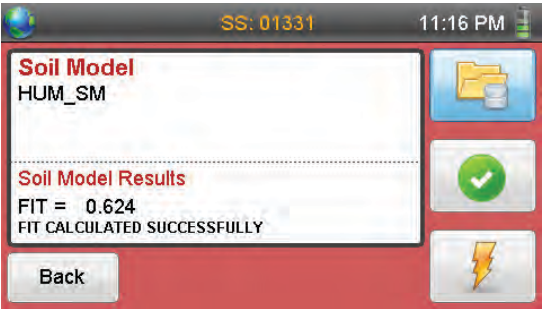 SS: 01331 11:16 PM
Soil Model
HUM_SM
Soil Model Results
FIT = 0.624
FIT CALCULATED SUCCESSFULLY
Back